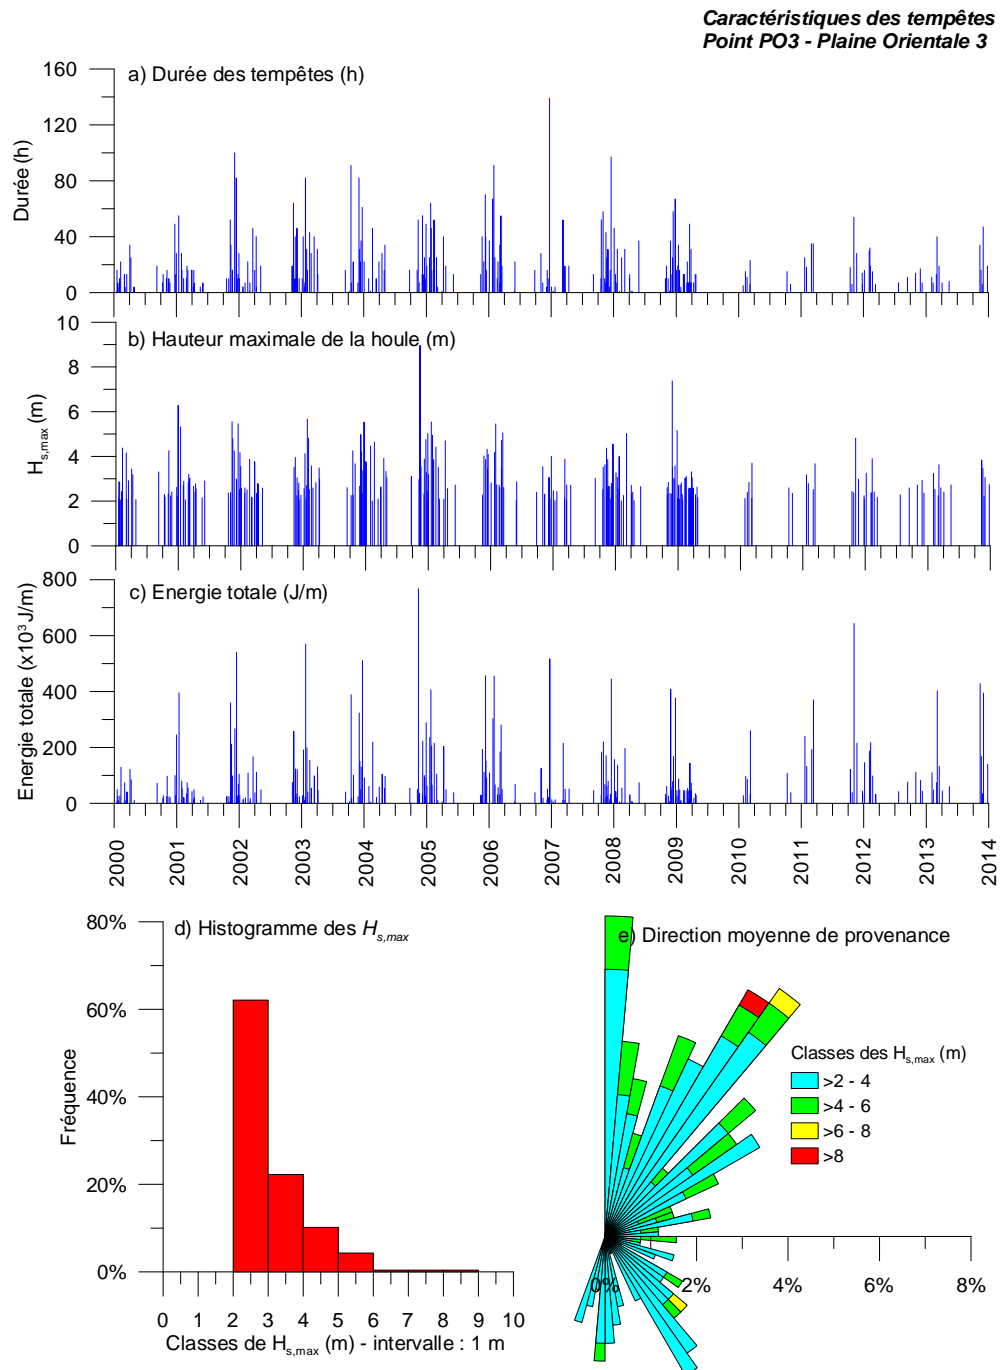 Caractéristiques des tempêtes
Point PO3 - Plaine Orientale 3
a) Durée des tempêtes (h)
Durée (h)
160
120
80
40
0
b) Hauteur maximale de la houle (m)
H_{s,max} (m)
10
8
6
4
2
0
c) Energie totale (J/m)
Energie totale (x10³ J/m)
800
600
400
200
0
2000 2001 2002 2003 2004 2005 2006 2007 2008 2009 2010 2011 2012 2013 2014
d) Histogramme des H_{s,max}
Fréquence
80%
60%
40%
20%
0%
0 1 2 3 4 5 6 7 8 9 10
Classes de H_{s,max} (m) - intervalle : 1 m
e) Direction moyenne de provenance
Classes des H_{s,max} (m)
>2 - 4
>4 - 6
>6 - 8
>8
0% 2% 4% 6% 8%